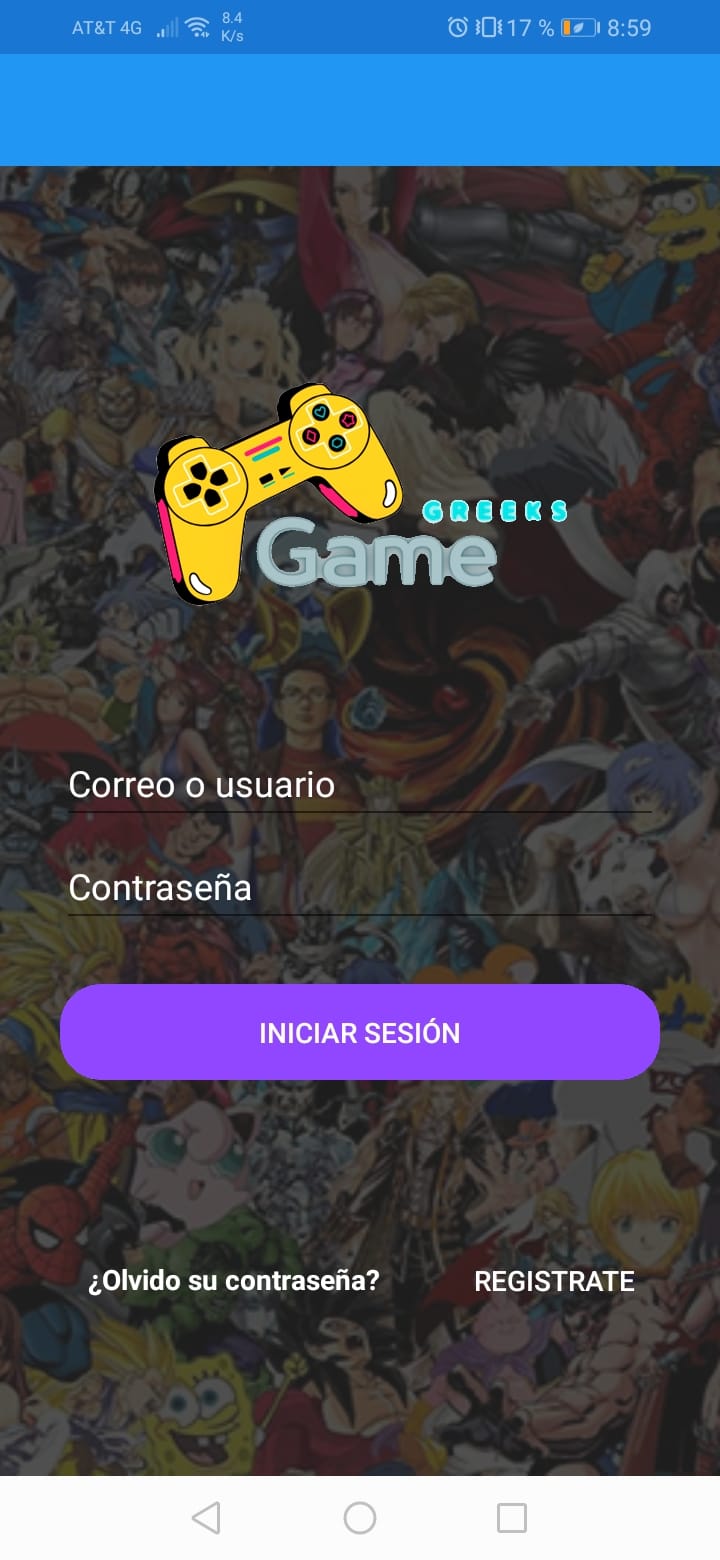 AT&T 4G 8.4 K/s 17 % 8:59
GREEKS
Game
Correo o usuario
Contraseña
INICIAR SESIÓN
¿Olvido su contraseña? REGISTRATE